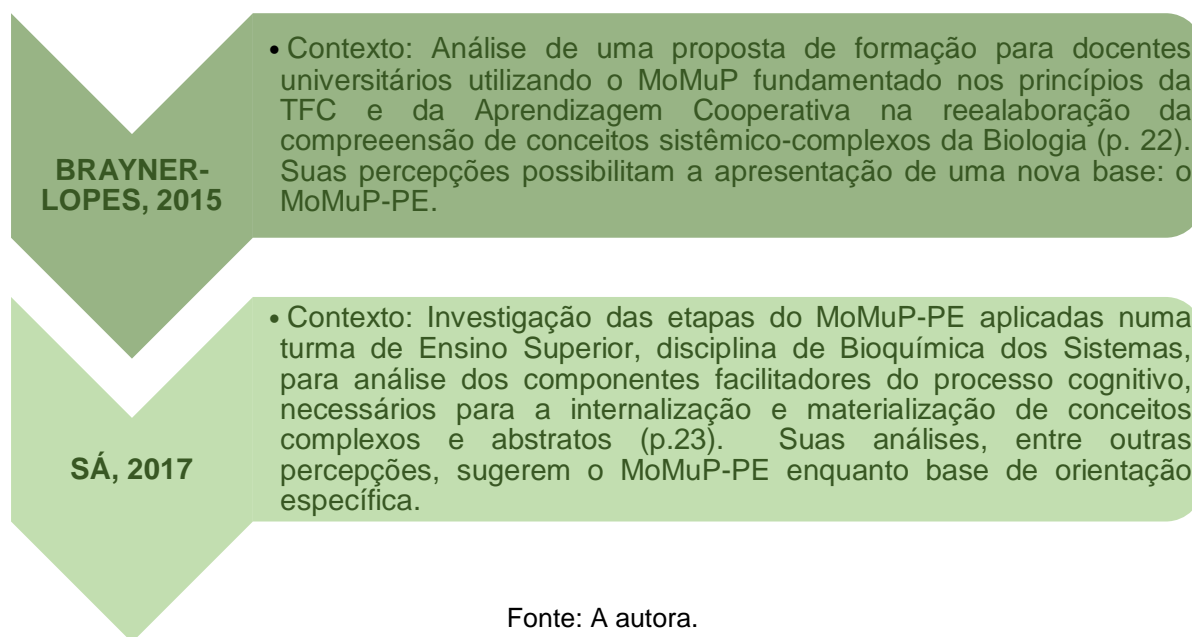 BRAYNER-
LOPES, 2015
• Contexto: Análise de uma proposta de formação para docentes
universitários utilizando o MoMuP fundamentado nos princípios da
TFC e da Aprendizagem Cooperativa na reealaboração da
compreeensão de conceitos sistêmico-complexos da Biologia (p. 22).
Suas percepções possibilitam a apresentação de uma nova base: o
MoMuP-PE.
SÁ, 2017
• Contexto: Investigação das etapas do MoMuP-PE aplicadas numa
turma de Ensino Superior, disciplina de Bioquímica dos Sistemas,
para análise dos componentes facilitadores do processo cognitivo,
necessários para a internalização e materialização de conceitos
complexos e abstratos (p.23). Suas análises, entre outras
percepções, sugerem o MoMuP-PE enquanto base de orientação
específica.
Fonte: A autora.